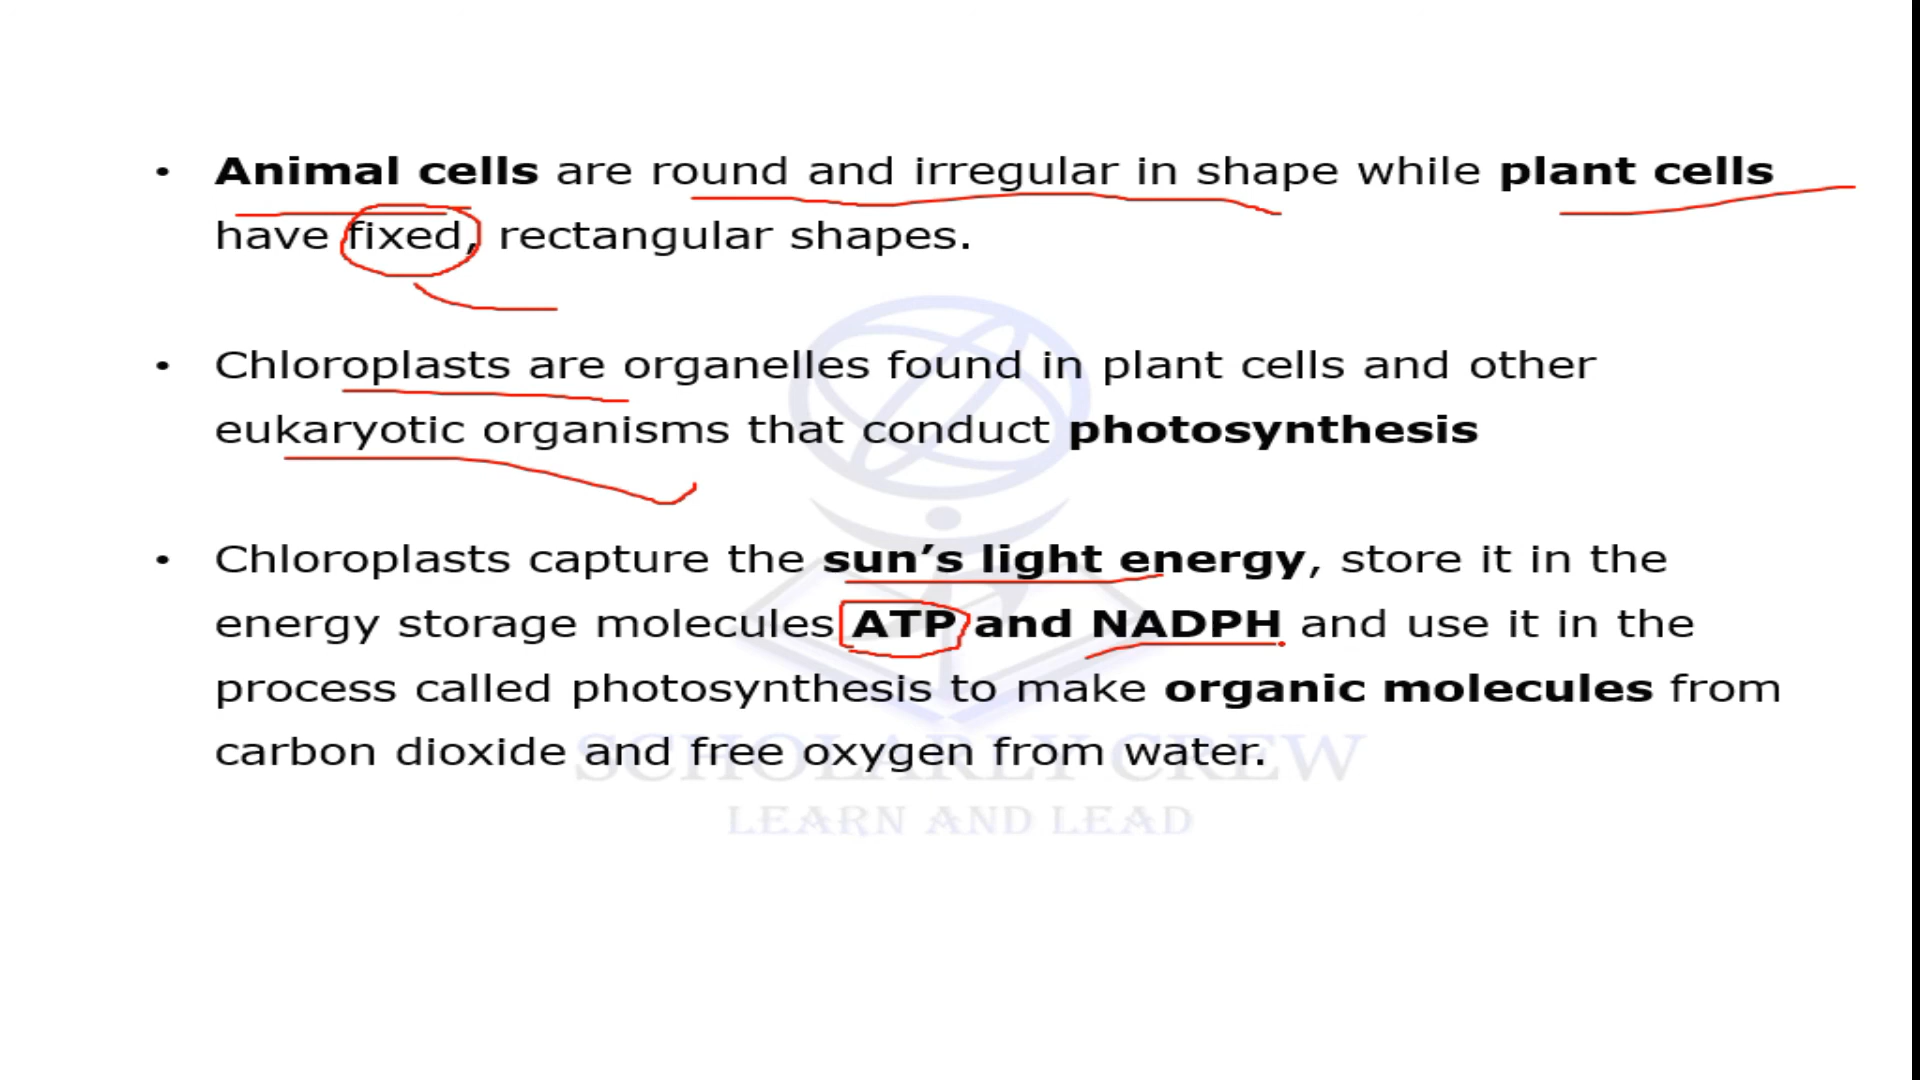 • Animal cells are round and irregular in shape while plant cells
have fixed, rectangular shapes.
• Chloroplasts are organelles found in plant cells and other
eukaryotic organisms that conduct photosynthesis
• Chloroplasts capture the sun’s light energy, store it in the
energy storage molecules ATP and NADPH and use it in the
process called photosynthesis to make organic molecules from
carbon dioxide and free oxygen from water.
SCHOLARLY CREW
LEARN AND LEAD